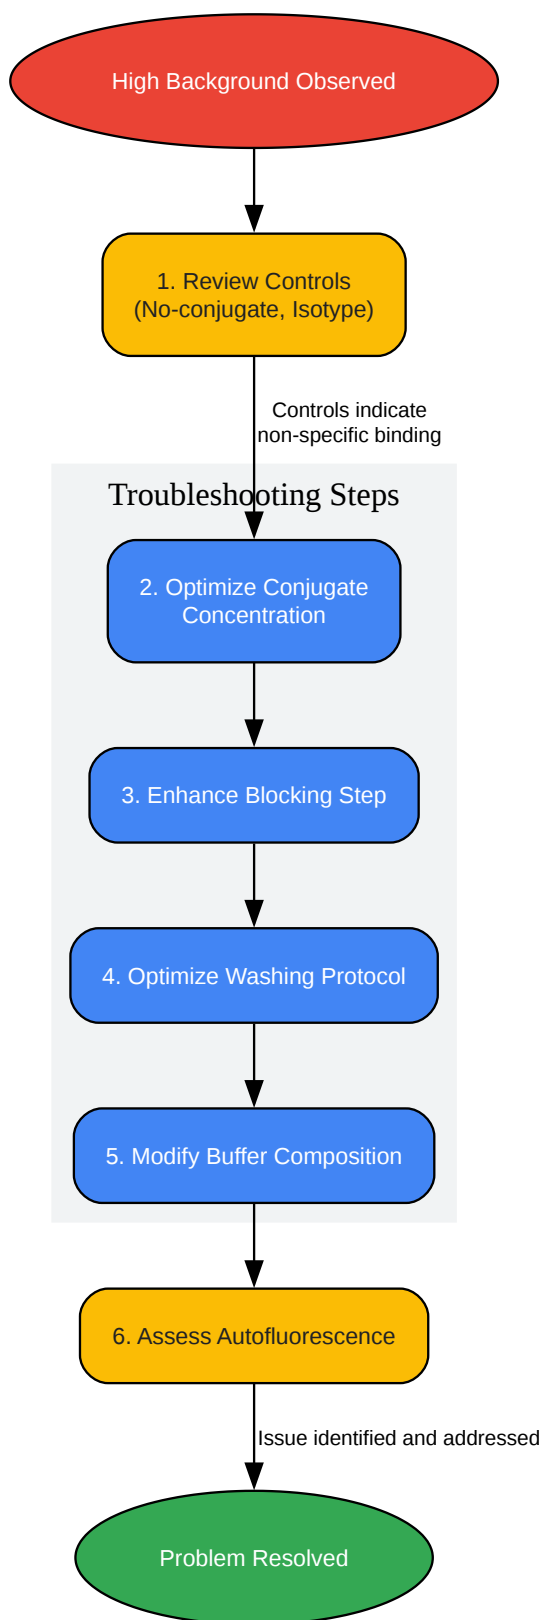 High Background Observed
1. Review Controls
(No-conjugate, Isotype)
Controls indicate
non-specific binding
Troubleshooting Steps
2. Optimize Conjugate
Concentration
3. Enhance Blocking Step
4. Optimize Washing Protocol
5. Modify Buffer Composition
6. Assess Autofluorescence
Issue identified and addressed
Problem Resolved